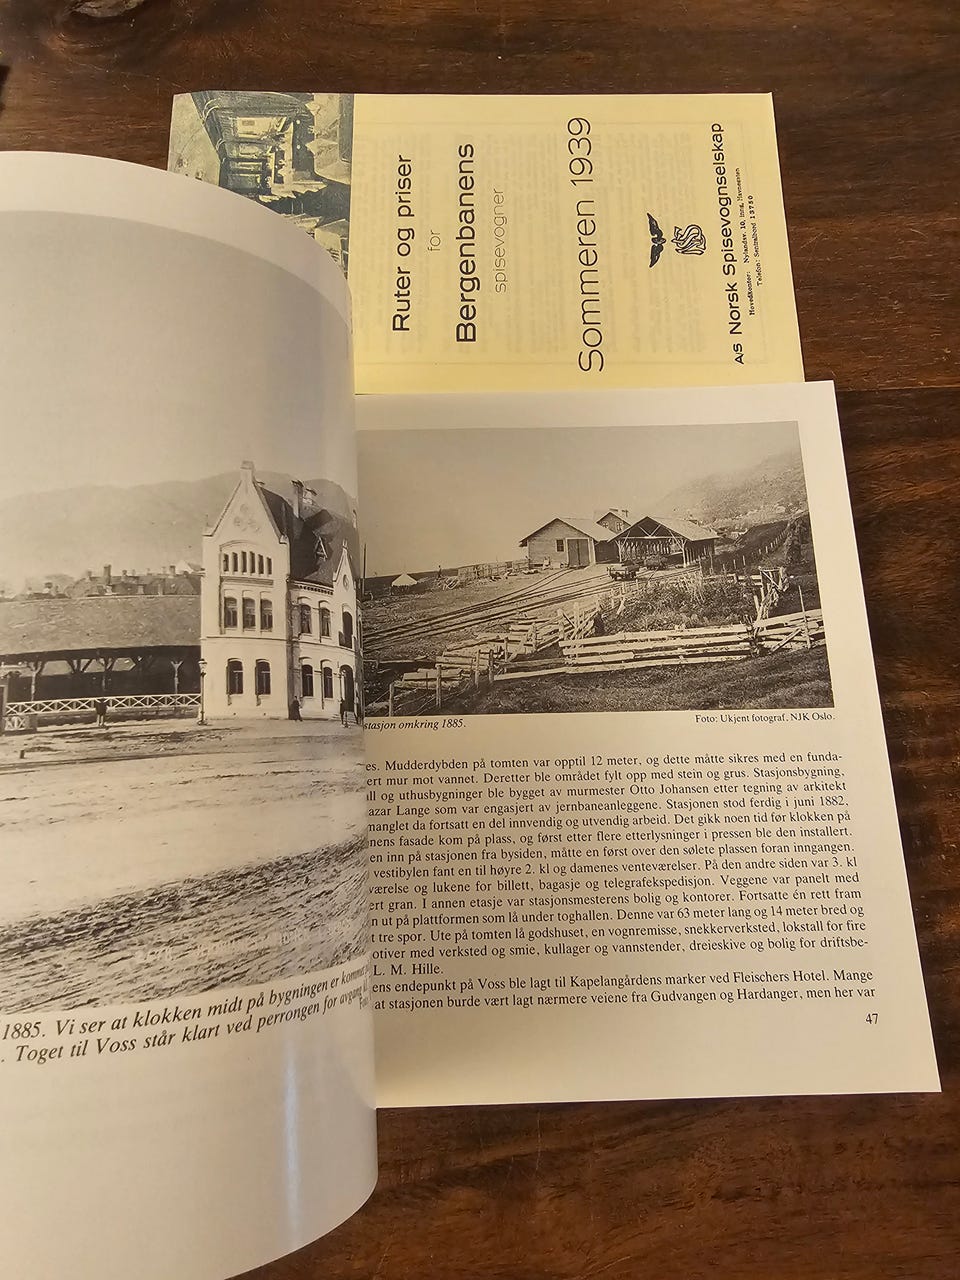 Ruter og priser
for
Bergenbanens
spisevogner
Sommeren 1939
A/S Norsk Spisevognselskap
Hovedkontor: Nylandsv. 10, inng. Havnegaten
Telefon: Sentralbord 13750
stasjon omkring 1885.
Foto: Ukjent fotograf, NJK Oslo.
es. Mudderdybden på tomten var opptil 12 meter, og dette måtte sikres med en funda-
ert mur mot vannet. Deretter ble området fylt opp med stein og grus. Stasjonsbygning,
all og uthusbygninger ble bygget av murmester Otto Johansen etter tegning av arkitekt
azar Lange som var engasjert av jernbaneanleggene. Stasjonen stod ferdig i juni 1882,
manglet da fortsatt en del innvendig og utvendig arbeid. Det gikk noen tid før klokken på
nens fasade kom på plass, og først etter flere etterlysninger i pressen ble den installert.
en inn på stasjonen fra bysiden, måtte en først over den sølete plassen foran inngangen.
vestibylen fant en til høyre 2. kl og damenes venteværelser. På den andre siden var 3. kl
værelse og lukene for billett, bagasje og telegrafekspedisjon. Veggene var panelt med
ert gran. I annen etasje var stasjonsmesterens bolig og kontorer. Fortsatte én rett fram
n ut på plattformen som lå under toghallen. Denne var 63 meter lang og 14 meter bred og
t tre spor. Ute på tomten lå godshuset, en vognremisse, snekkerverksted, lokstall for fire
otiver med verksted og smie, kullager og vannstender, dreieskive og bolig for driftsbe-
L. M. Hille.
ens endepunkt på Voss ble lagt til Kapelangårdens marker ved Fleischers Hotel. Mange
at stasjonen burde vært lagt nærmere veiene fra Gudvangen og Hardanger, men her var
47
1885. Vi ser at klokken midt på bygningen er kommet
. Toget til Voss står klart ved perrongen for avgang kl.